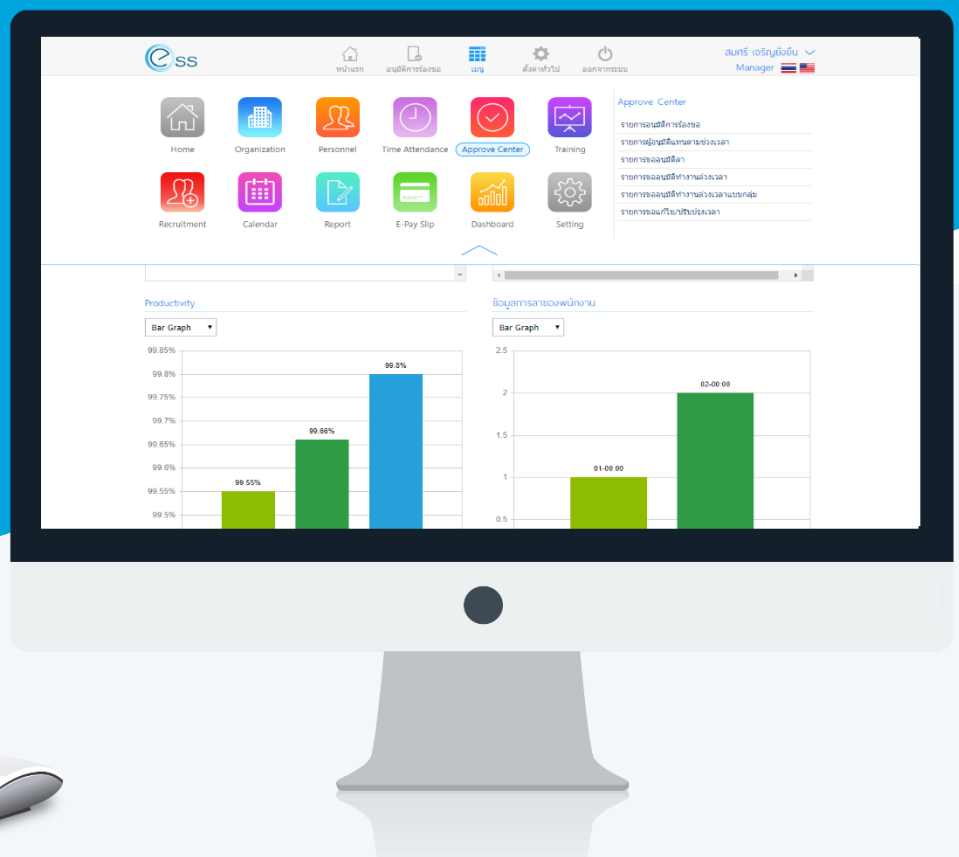 ess
หน้าแรก
อนุมัติการร้องขอ
เมนู
ตั้งค่าทั่วไป
ออกจากระบบ
สมศรี เจริญยิ่งยืน
Manager
Home
Organization
Personnel
Time Attendance
Approve Center
Training
Recruitment
Calendar
Report
E-Pay Slip
Dashboard
Setting
Approve Center
รายการอนุมัติการร้องขอ
รายการผู้อนุมัติแทนตามช่วงเวลา
รายการขออนุมัติลา
รายการขออนุมัติทำงานล่วงเวลา
รายการขออนุมัติทำงานล่วงเวลาแบบกลุ่ม
รายการขอแก้ไข/ปรับปรุงเวลา
Productivity
Bar Graph
99.85%
99.8%
99.75%
99.7%
99.65%
99.6%
99.55%
99.5%
99.55%
99.66%
99.8%
ข้อมูลการลาของพนักงาน
Bar Graph
2.5
2
1.5
1
0.5
01-00:00
02-00:00